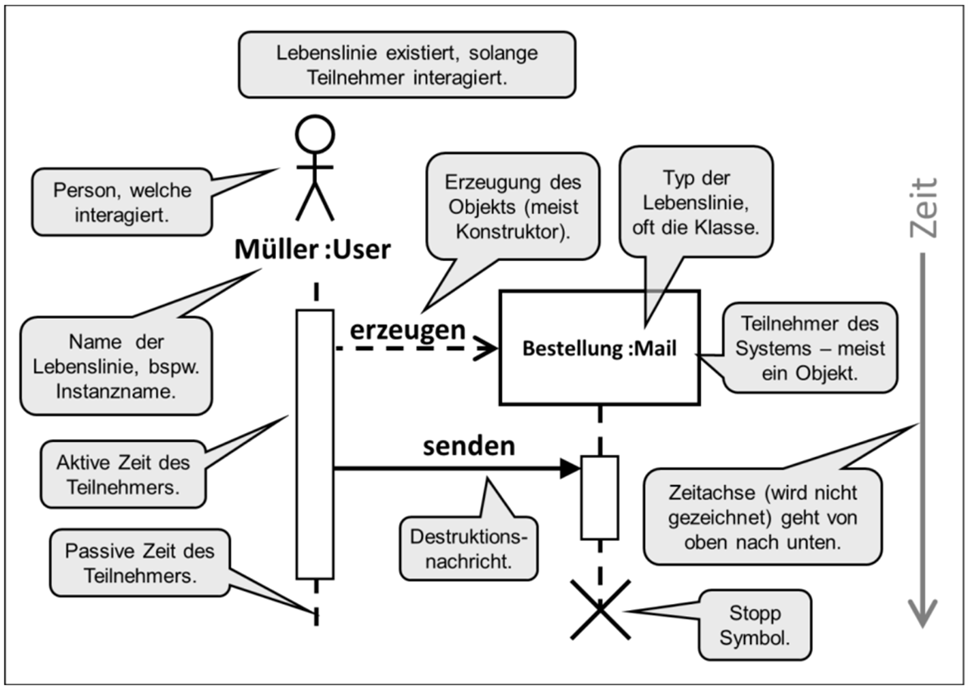 Lebenslinie existiert, solange
Teilnehmer interagiert.
Person, welche
interagiert.
Erzeugung des
Objekts (meist
Konstruktor).
Typ der
Lebenslinie,
oft die Klasse.
Zeit
Müller :User
Name der
Lebenslinie, bspw.
Instanzname.
erzeugen
Bestellung :Mail
Teilnehmer des
Systems – meist
ein Objekt.
Aktive Zeit des
Teilnehmers.
senden
Zeitachse (wird nicht
gezeichnet) geht von
oben nach unten.
Destruktions-
nachricht.
Passive Zeit des
Teilnehmers.
Stopp
Symbol.